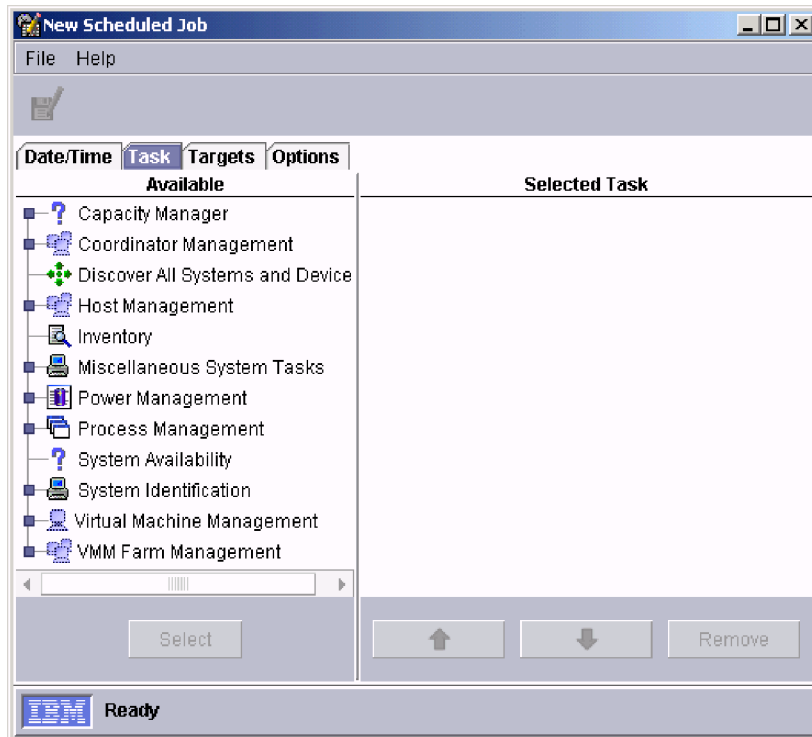 New Scheduled Job
File Help
Date/Time Task Targets Options
Available
Selected Task
Capacity Manager
Coordinator Management
Discover All Systems and Device
Host Management
Inventory
Miscellaneous System Tasks
Power Management
Process Management
System Availability
System Identification
Virtual Machine Management
VMM Farm Management
Select
Remove
IBM
Ready